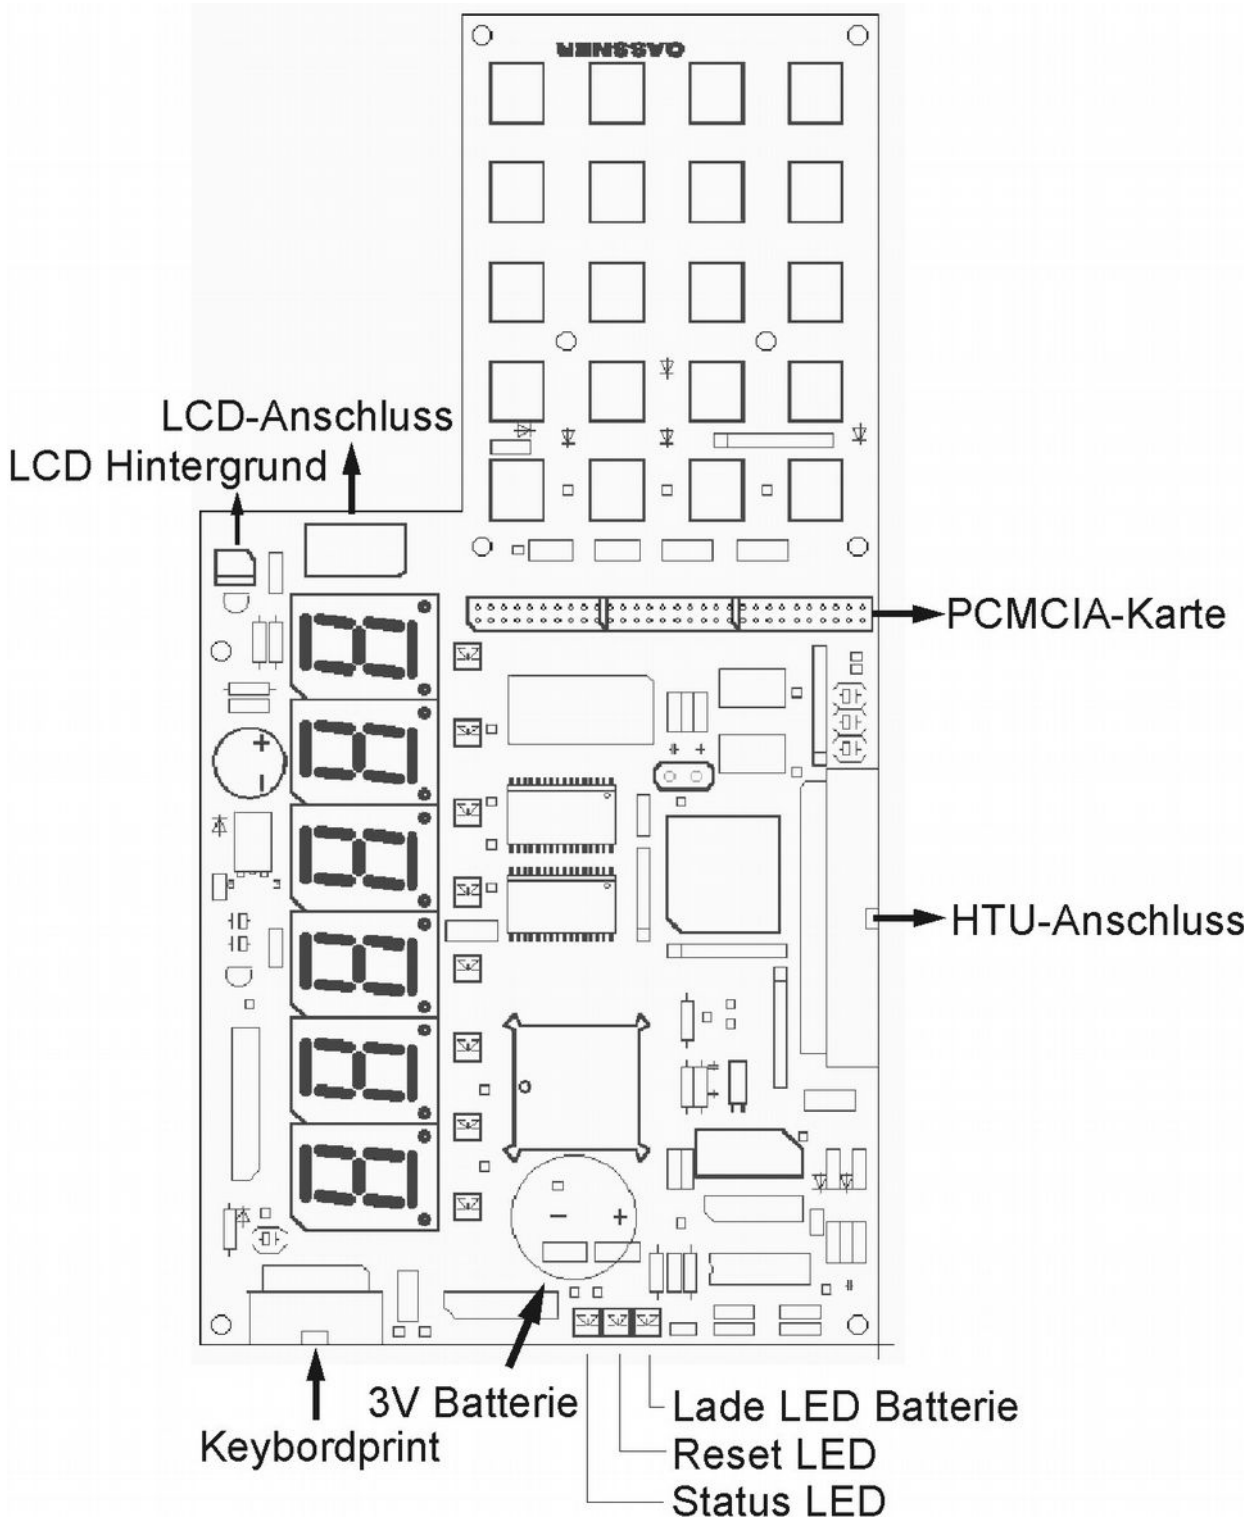 GASSNER
LCD-Anschluss
LCD Hintergrund
PCMCIA-Karte
HTU-Anschluss
3V Batterie
Keybordprint
Lade LED Batterie
Reset LED
Status LED